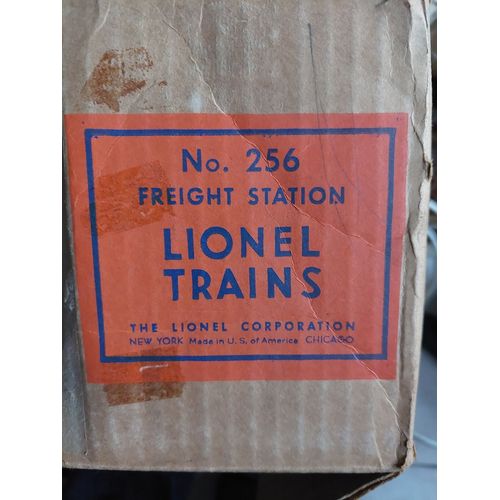 No. 256
FREIGHT STATION
LIONEL
TRAINS
THE LIONEL CORPORATION
NEW YORK Made in U.S. of America CHICAGO